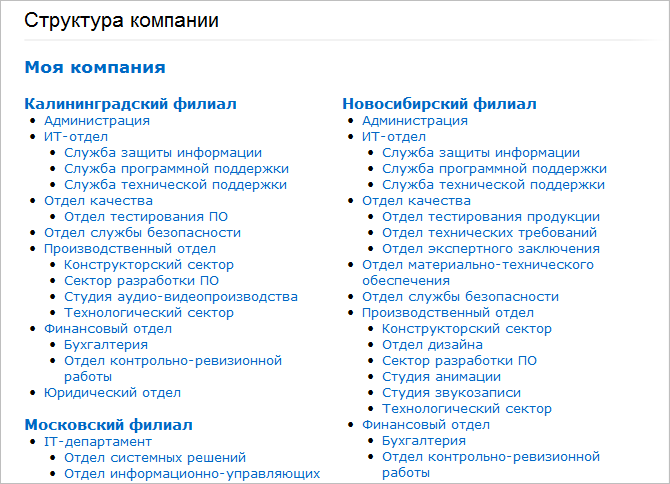 Структура компании
Моя компания
Калининградский филиал
Администрация
ИТ-отдел
Служба защиты информации
Служба программной поддержки
Служба технической поддержки
Отдел качества
Отдел тестирования ПО
Отдел службы безопасности
Производственный отдел
Конструкторский сектор
Сектор разработки ПО
Студия аудио-видеопроизводства
Технологический сектор
Финансовый отдел
Бухгалтерия
Отдел контрольно-ревизионной
работы
Юридический отдел
Московский филиал
IT-департамент
Отдел системных решений
Отдел информационно-управляющих
Новосибирский филиал
Администрация
ИТ-отдел
Служба защиты информации
Служба программной поддержки
Служба технической поддержки
Отдел качества
Отдел тестирования продукции
Отдел технических требований
Отдел экспертного заключения
Отдел материально-технического
обеспечения
Отдел службы безопасности
Производственный отдел
Конструкторский сектор
Отдел дизайна
Сектор разработки ПО
Студия анимации
Студия звукозаписи
Технологический сектор
Финансовый отдел
Бухгалтерия
Отдел контрольно-ревизионной
работы